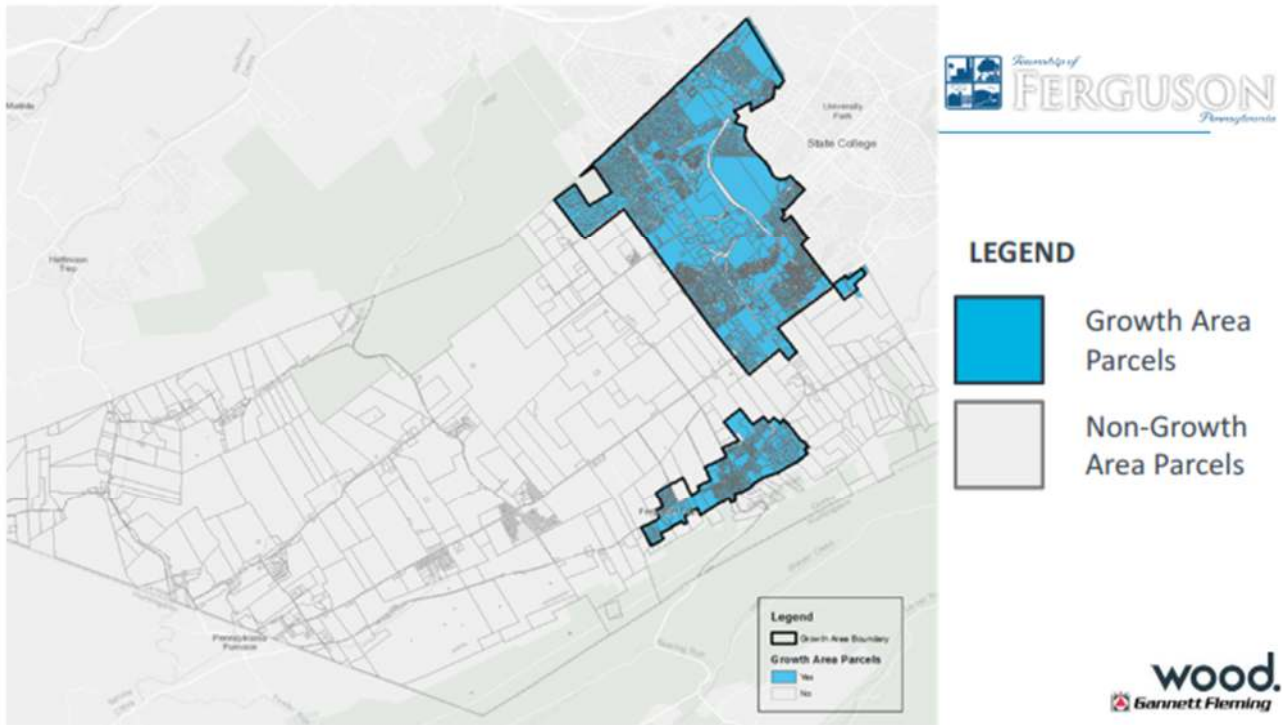 Township of
FERGUSON
Pennsylvania
University
Park
State College
Pennsylvania
Furnace
LEGEND
Growth Area
Parcels
Non-Growth
Area Parcels
Legend
Growth Area Boundary
Growth Area Parcels
Yes
No
wood.
Gannett Fleming